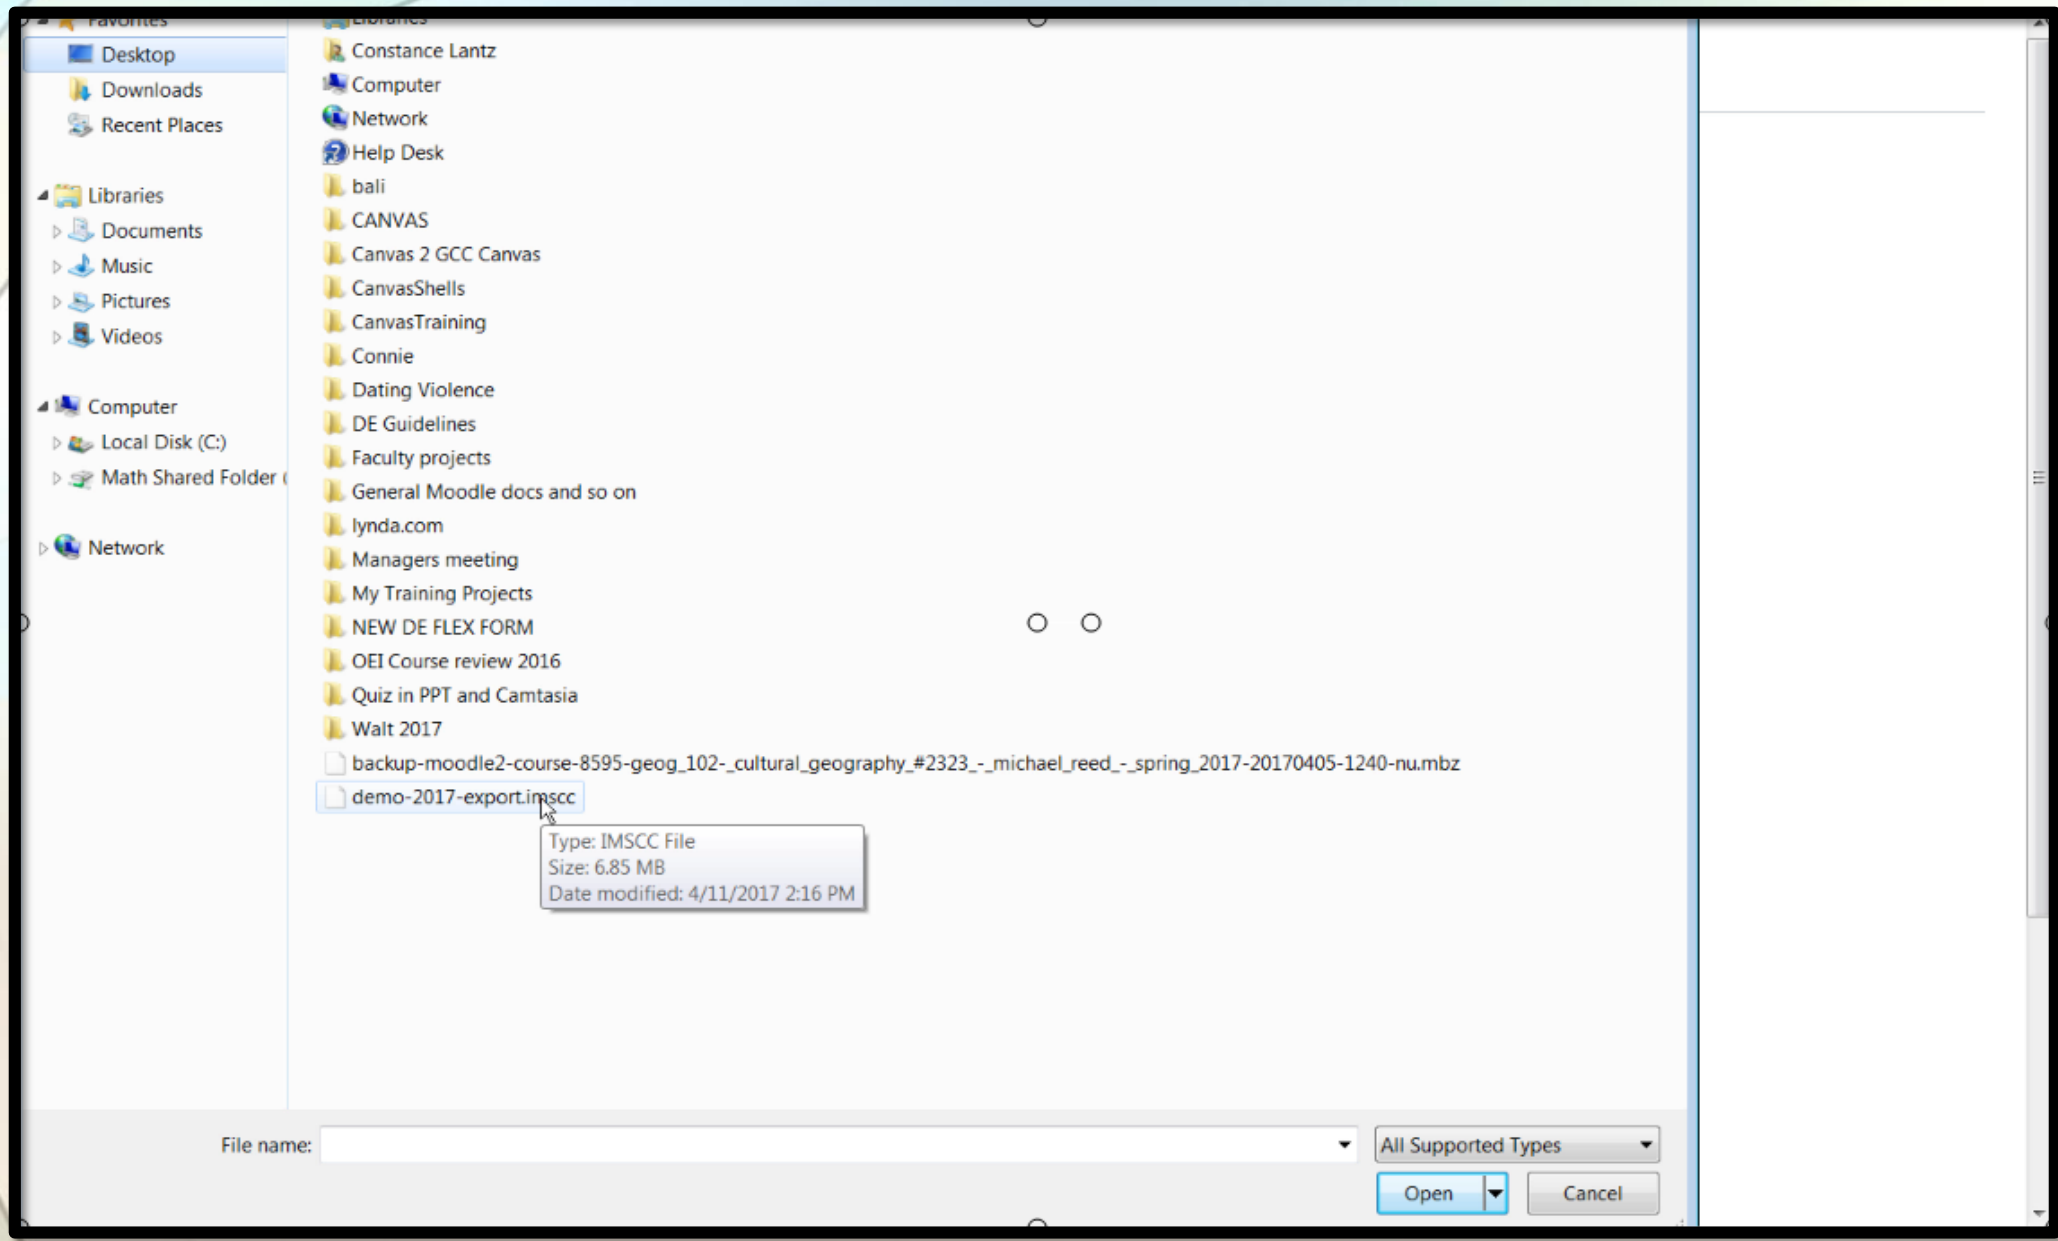 Favorites
Desktop
Downloads
Recent Places
Libraries
Documents
Music
Pictures
Videos
Computer
Local Disk (C:)
Math Shared Folder (
Network
Libraries
Constance Lantz
Computer
Network
Help Desk
bali
CANVAS
Canvas 2 GCC Canvas
CanvasShells
CanvasTraining
Connie
Dating Violence
DE Guidelines
Faculty projects
General Moodle docs and so on
lynda.com
Managers meeting
My Training Projects
NEW DE FLEX FORM
OEI Course review 2016
Quiz in PPT and Camtasia
Walt 2017
backup-moodle2-course-8595-geog_102-_cultural_geography_#2323_-_michael_reed_-_spring_2017-20170405-1240-nu.mbz
demo-2017-export.imscc
Type: IMSCC File
Size: 6.85 MB
Date modified: 4/11/2017 2:16 PM
File name:
All Supported Types
Open
Cancel